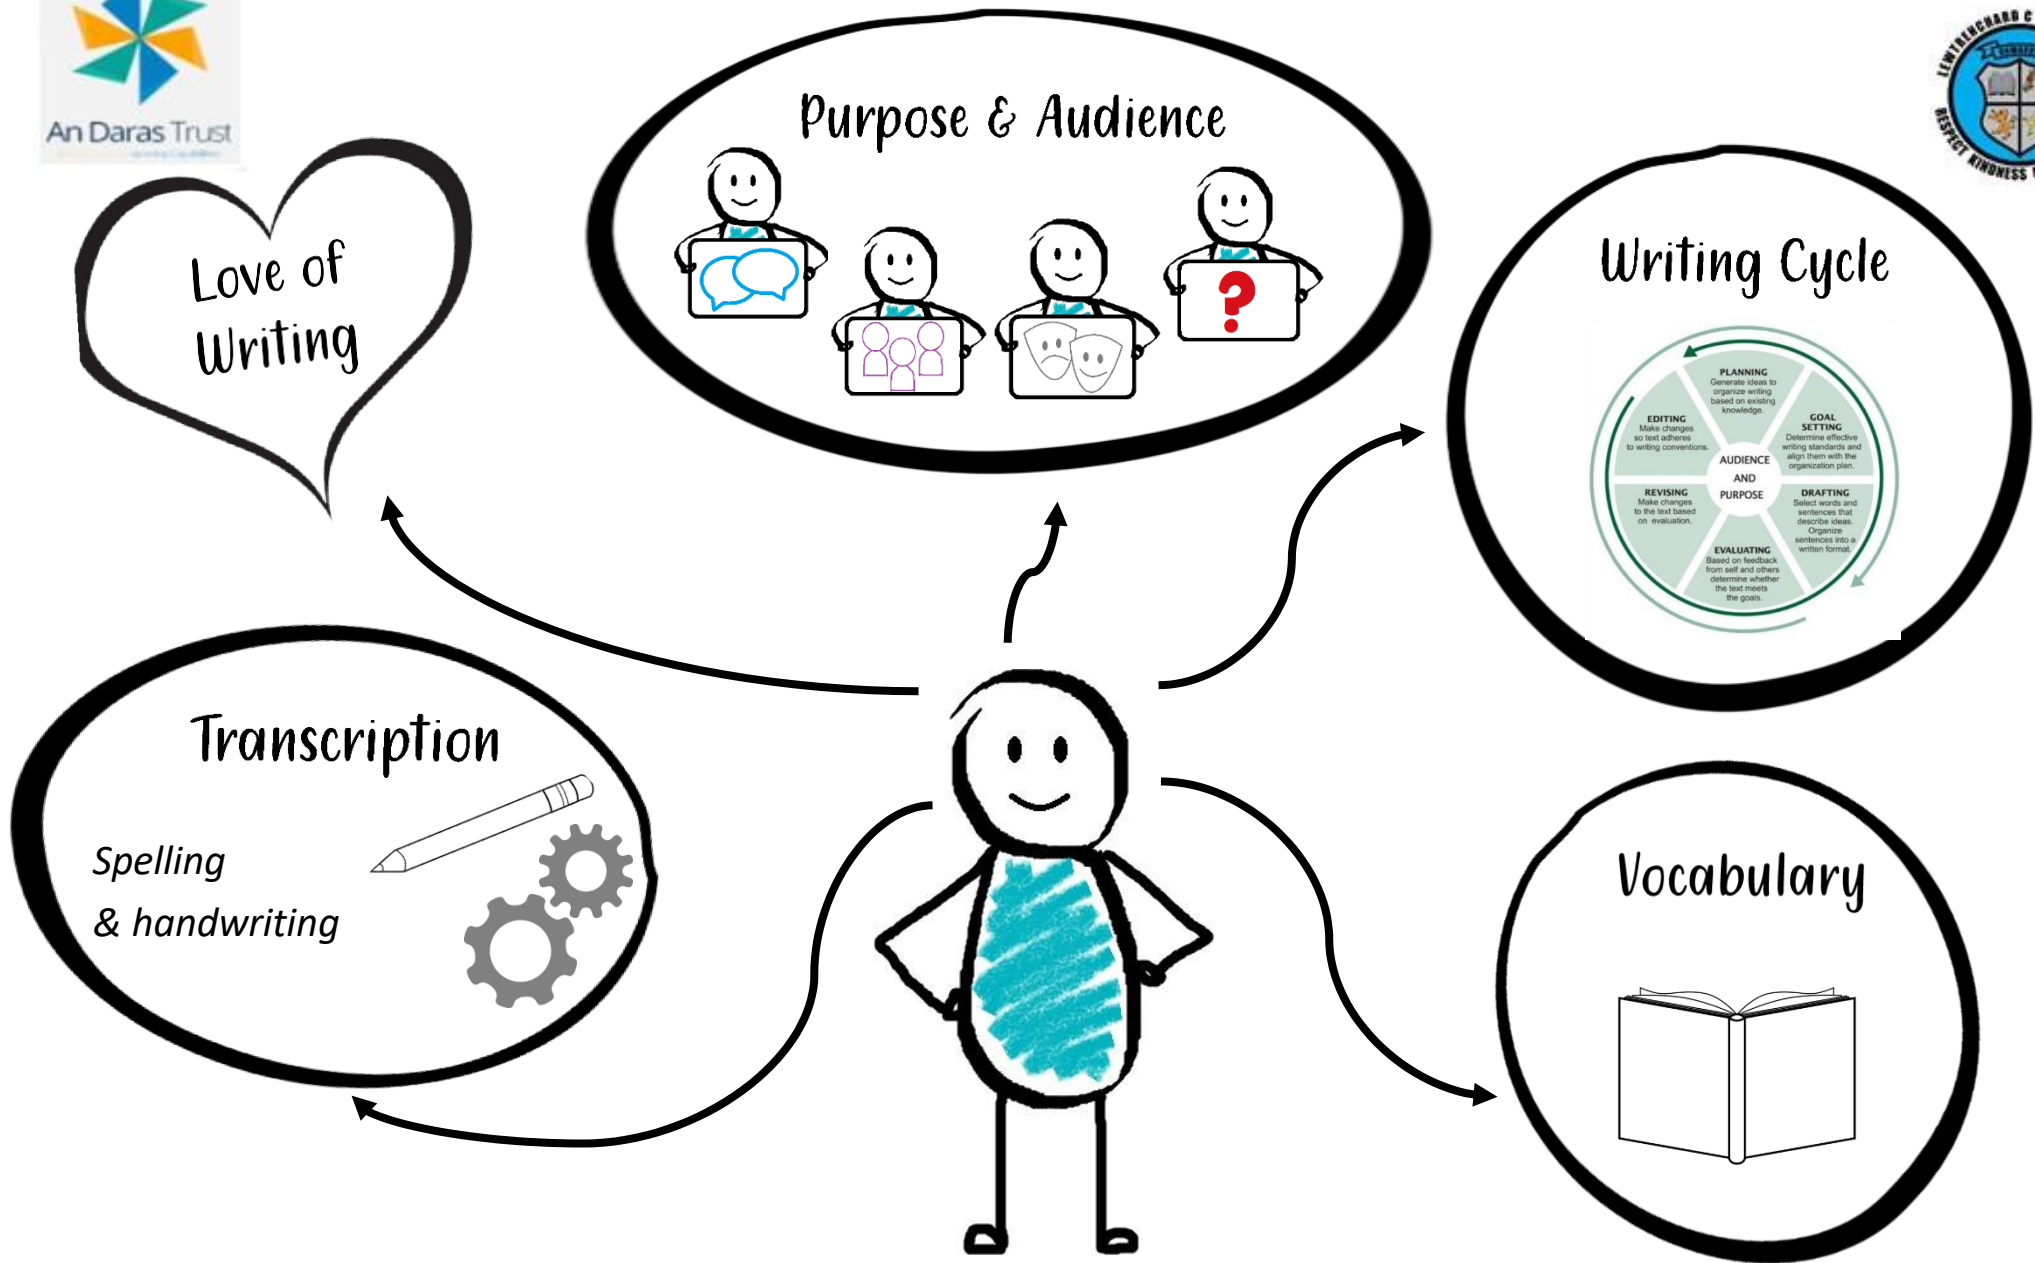 An Daras Trust
LEWTRENCHARD C
RESPECT KINDNESS
Purpose & Audience
Love of
Writing
Writing Cycle
PLANNING
Generate ideas to
organize writing
based on existing
knowledge.
GOAL
SETTING
Determine effective
writing standards and
align them with the
organization plan.
DRAFTING
Select words and
sentences that
describe ideas.
Organize
sentences into a
written format.
EVALUATING
Based on feedback
from self and others
determine whether
the text meets
the goals.
REVISING
Make changes
to the text based
on evaluation.
EDITING
Make changes
so text adheres
to writing conventions.
AUDIENCE
AND
PURPOSE
Transcription
Spelling
& handwriting
Vocabulary